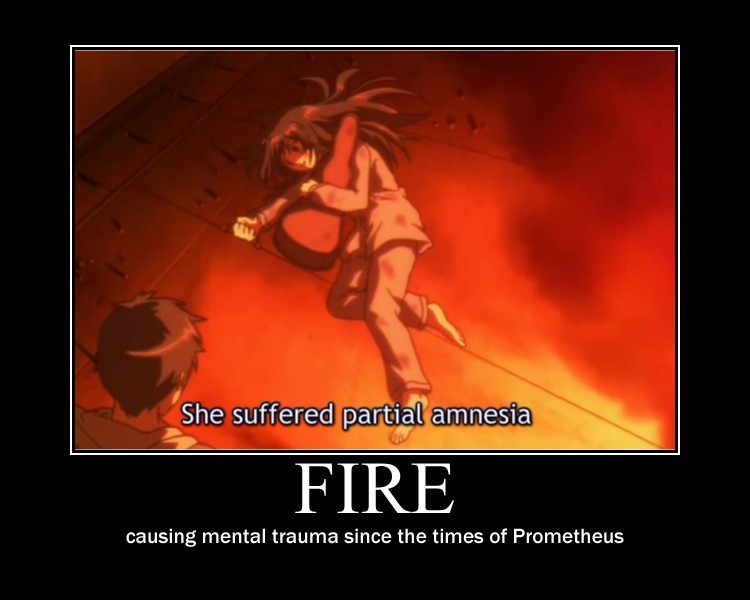 She suffered partial amnesia
FIRE
causing mental trauma since the times of Prometheus